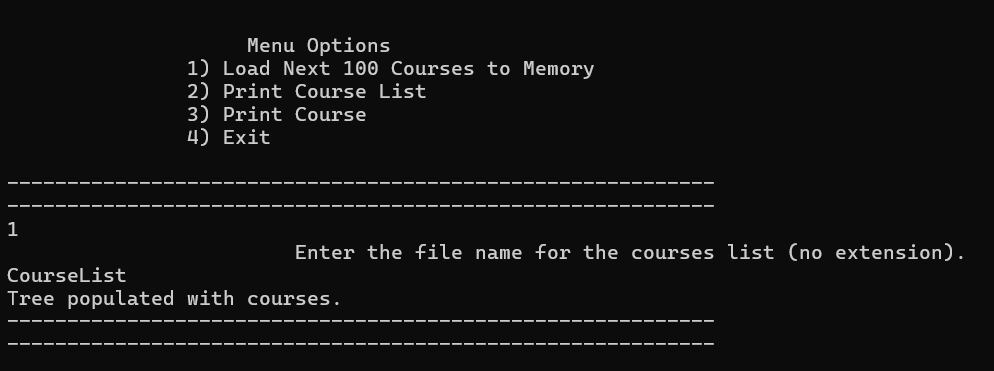 Menu Options
1) Load Next 100 Courses to Memory
2) Print Course List
3) Print Course
4) Exit
-----------------------------------------------------------
-----------------------------------------------------------
1
Enter the file name for the courses list (no extension).
CourseList
Tree populated with courses.
-----------------------------------------------------------
-----------------------------------------------------------